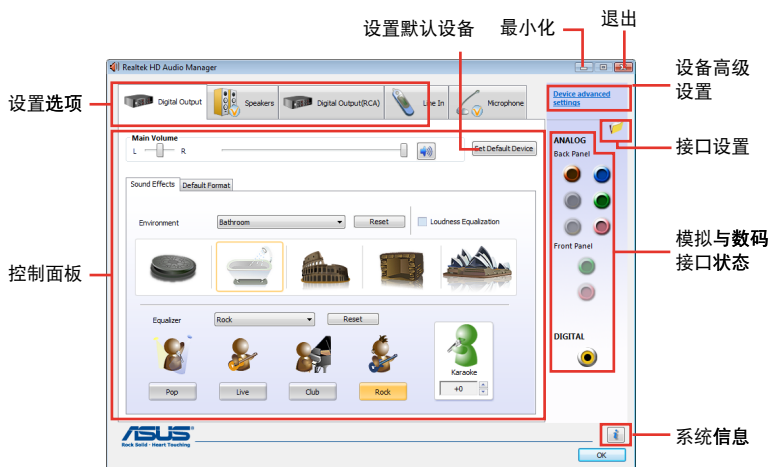 设置默认设备
最小化
退出
Realtek HD Audio Manager
设备高级
设置
设置选项
Digital Output
Speakers
Digital Output(RCA)
Line In
Microphone
Device advanced
settings
Main Volume
L
R
Set Default Device
ANALOG
Back Panel
接口设置
Sound Effects
Default Format
Environment
Bathroom
Reset
Loudness Equalization
Front Panel
模拟与数码
接口状态
控制面板
Equalizer
Rock
Reset
Karaoke
DIGITAL
Pop
Live
Club
Rock
+0
ASUS
Rock Solid · Heart Touching
系统信息
OK